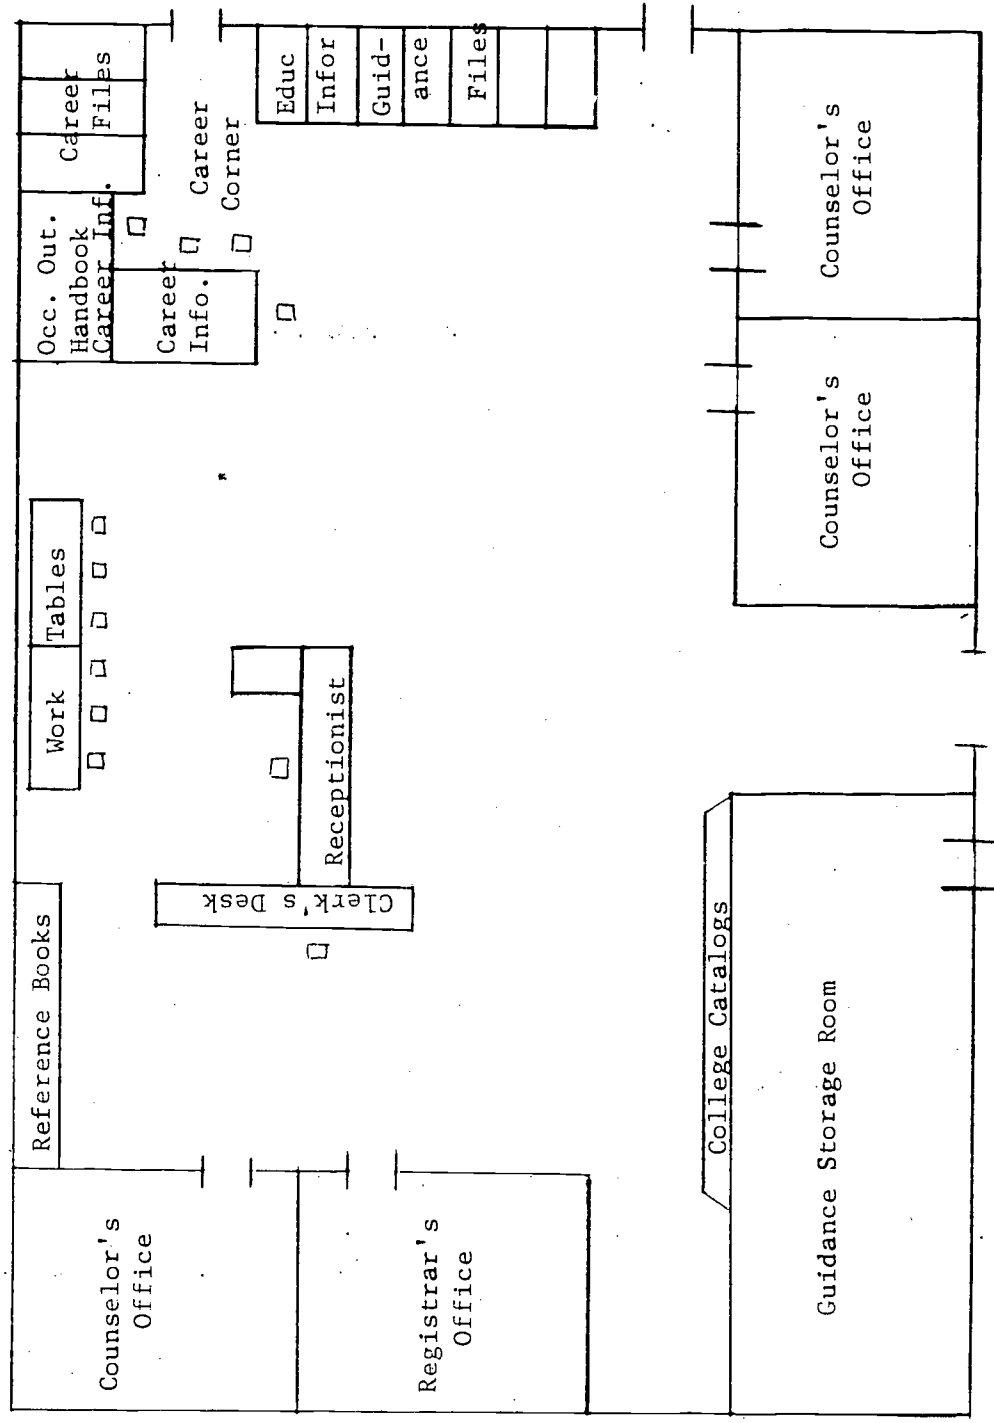 Counselor's
Office
Reference Books
Work Tables
Occ. Out.
Handbook
Career Inf.
Career
Files
Career
Info.
Career
Corner
Clerk's Desk
Receptionist
Registrar's
Office
Educ
Infor
Guid-
ance
Files
College Catalogs
Guidance Storage Room
Counselor's
Office
Counselor's
Office